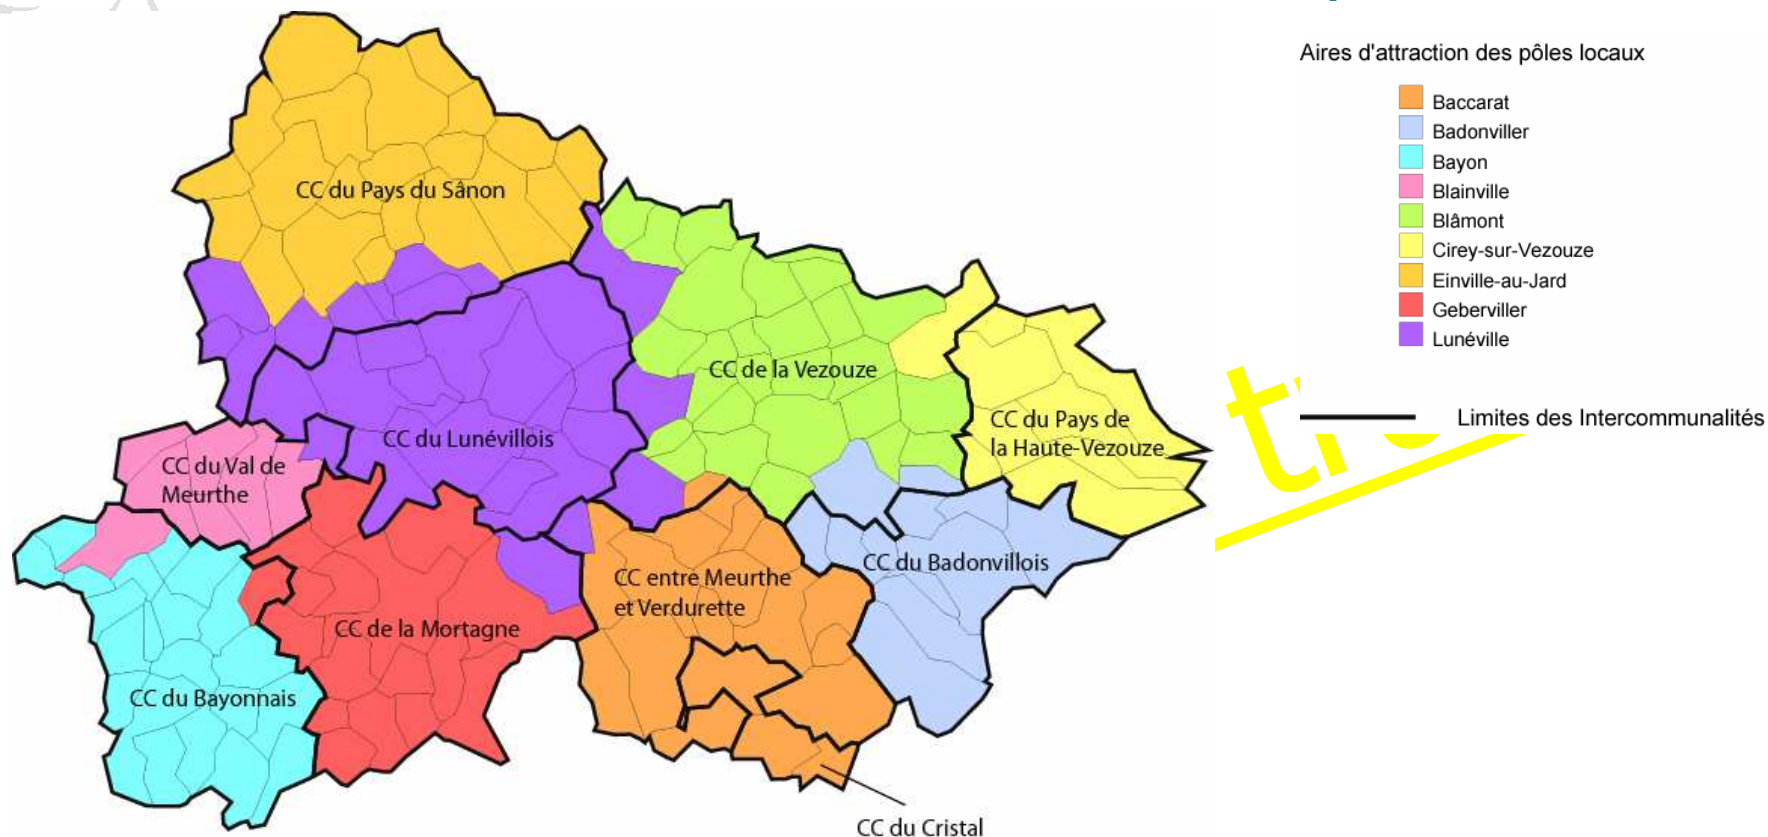 Aires d'attraction des pôles locaux
Baccarat
Badonviller
Bayon
Blainville
Blâmont
Cirey-sur-Vezouze
Einville-au-Jard
Geberviller
Lunéville
Limites des Intercommunalités
CC du Pays du Sânon
CC de la Vezouze
CC du Pays de
la Haute-Vezouze
CC du Lunévillois
CC du Val de
Meurthe
CC du Badonvillois
CC entre Meurthe
et Verdurette
CC de la Mortagne
CC du Bayonnais
CC du Cristal